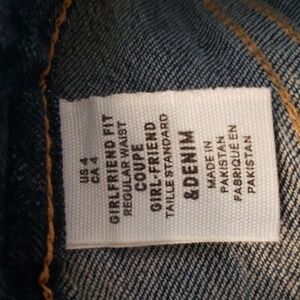 US 4
CA 4
GIRLFRIEND FIT
REGULAR WAIST
COUPE
GIRL-FRIEND
TAILLE STANDARD
&DENIM
MADE IN
PAKISTAN
FABRIQUÉ EN
PAKISTAN